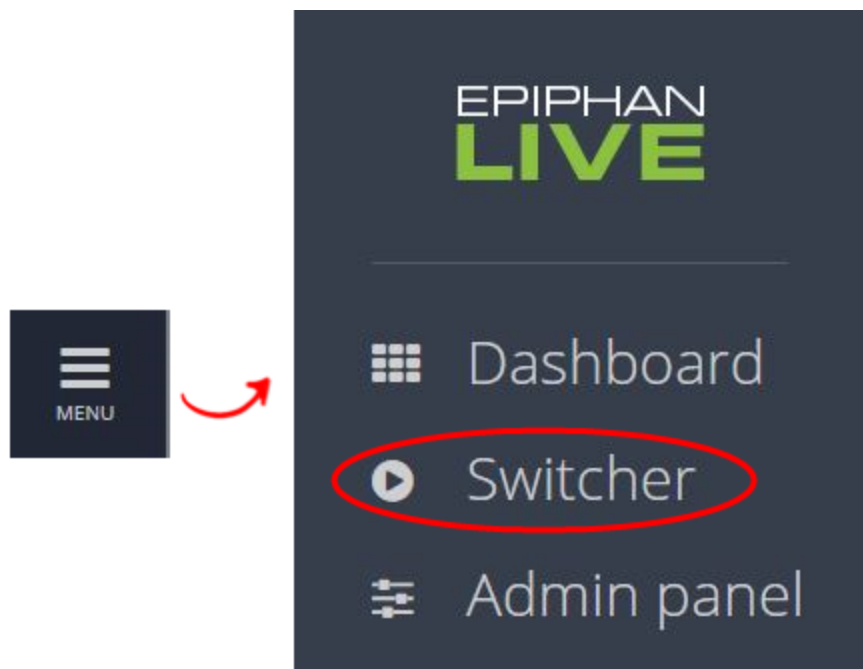 MENU
EPIPHAN
LIVE
Dashboard
Switcher
Admin panel